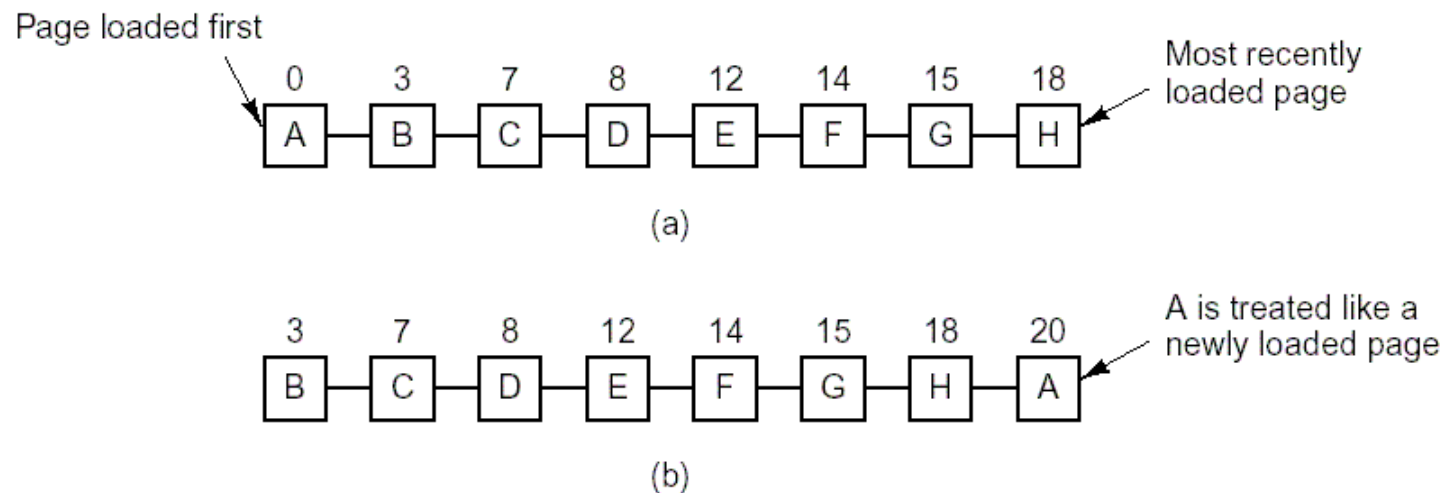 Page loaded first
Most recently
loaded page
0 3 7 8 12 14 15 18
A B C D E F G H
(a)
A is treated like a
newly loaded page
3 7 8 12 14 15 18 20
B C D E F G H A
(b)